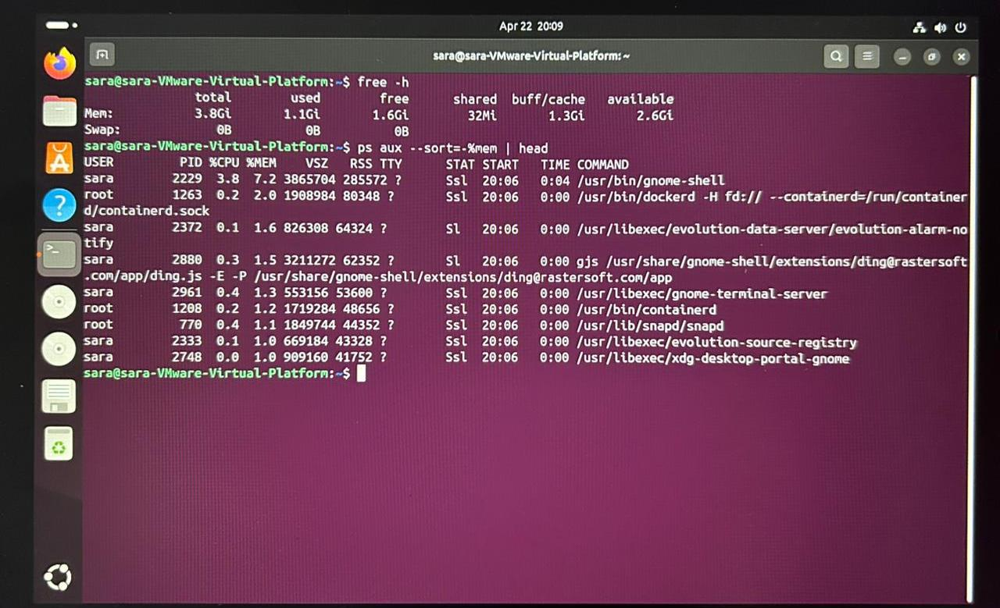 Apr 22 20:09
sara@sara-VMware-Virtual-Platform: ~
sara@sara-VMware-Virtual-Platform:~$ free -h
total used free shared buff/cache available
Mem: 3.8Gi 1.1Gi 1.6Gi 32Mi 1.3Gi 2.6Gi
Swap: 0B 0B 0B
sara@sara-VMware-Virtual-Platform:~$ ps aux --sort=-%mem | head
USER PID %CPU %MEM VSZ RSS TTY STAT START TIME COMMAND
sara 2229 3.8 7.2 3865704 285572 ? Ssl 20:06 0:04 /usr/bin/gnome-shell
root 1263 0.2 2.0 1908984 80348 ? Ssl 20:06 0:00 /usr/bin/dockerd -H fd:// --containerd=/run/container
d/containerd.sock
sara 2372 0.1 1.6 826308 64324 ? Sl 20:06 0:00 /usr/libexec/evolution-data-server/evolution-alarm-no
tify
sara 2880 0.3 1.5 3211272 62352 ? Sl 20:06 0:00 gjs /usr/share/gnome-shell/extensions/ding@rastersoft
.com/app/ding.js -E -P /usr/share/gnome-shell/extensions/ding@rastersoft.com/app
sara 2961 0.4 1.3 553156 53600 ? Ssl 20:06 0:00 /usr/libexec/gnome-terminal-server
root 1208 0.2 1.2 1719284 48656 ? Ssl 20:06 0:00 /usr/bin/containerd
root 770 0.4 1.1 1849744 44352 ? Ssl 20:06 0:00 /usr/lib/snapd/snapd
sara 2333 0.1 1.0 669184 43328 ? Ssl 20:06 0:00 /usr/libexec/evolution-source-registry
sara 2748 0.0 1.0 909160 41752 ? Ssl 20:06 0:00 /usr/libexec/xdg-desktop-portal-gnome
sara@sara-VMware-Virtual-Platform:~$